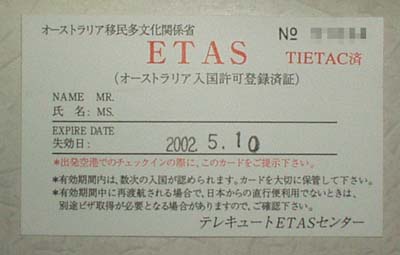 オーストラリア移民多文化関係省
No
ETAS
TIETAC済
(オーストラリア入国許可登録済証)
NAME MR.
氏 名: MS.
EXPIRE DATE
失効日:
2002 5.10
*出発空港でのチェックインの際に、このカードをご提示下さい。
*有効期間内は、数次の入国が認められます。カードを大切に保管して下さい。
*有効期間中に再渡航される場合で、日本からの直行便利用でないときは、
別途ビザ取得が必要となる場合がありますので、ご確認下さい。
テレキュートETASセンター